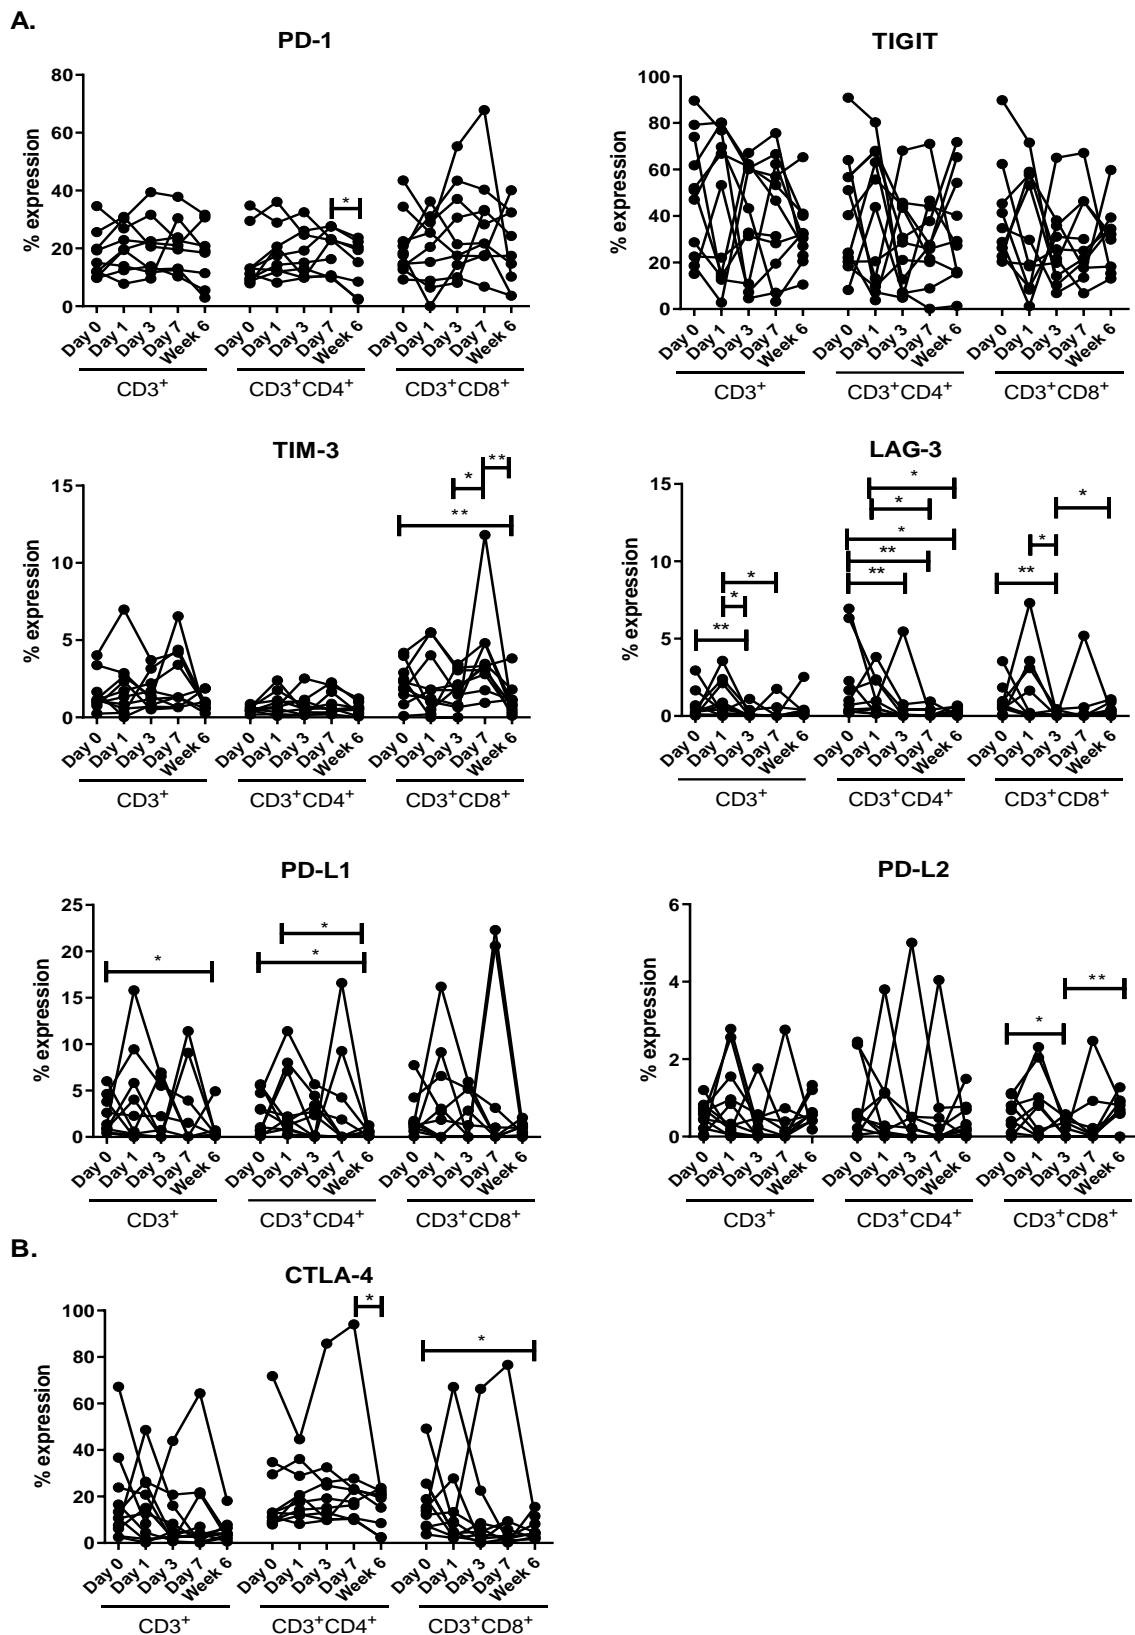 A.
PD-1
% expression
80
60
40
20
0
Day 0 Day 1 Day 3 Day 7 Week 6 Day 0 Day 1 Day 3 Day 7 Week 6 Day 0 Day 1 Day 3 Day 7 Week 6
CD3+ CD3+CD4+ CD3+CD8+
*
TIGIT
% expression
100
80
60
40
20
0
Day 0 Day 1 Day 3 Day 7 Week 6 Day 0 Day 1 Day 3 Day 7 Week 6 Day 0 Day 1 Day 3 Day 7 Week 6
CD3+ CD3+CD4+ CD3+CD8+
TIM-3
% expression
15
10
5
0
**
*
**
Day 0 Day 1 Day 3 Day 7 Week 6 Day 0 Day 1 Day 3 Day 7 Week 6 Day 0 Day 1 Day 3 Day 7 Week 6
CD3+ CD3+CD4+ CD3+CD8+
LAG-3
% expression
15
10
5
0
* *
**
*
*
*
**
**
*
*
**
Day 0 Day 1 Day 3 Day 7 Week 6 Day 0 Day 1 Day 3 Day 7 Week 6 Day 0 Day 1 Day 3 Day 7 Week 6
CD3+ CD3+CD4+ CD3+CD8+
PD-L1
% expression
25
20
15
10
5
0
*
*
*
Day 0 Day 1 Day 3 Day 7 Week 6 Day 0 Day 1 Day 3 Day 7 Week 6 Day 0 Day 1 Day 3 Day 7 Week 6
CD3+ CD3+CD4+ CD3+CD8+
PD-L2
% expression
6
4
2
0
*
**
Day 0 Day 1 Day 3 Day 7 Week 6 Day 0 Day 1 Day 3 Day 7 Week 6 Day 0 Day 1 Day 3 Day 7 Week 6
CD3+ CD3+CD4+ CD3+CD8+
B.
CTLA-4
% expression
100
80
60
40
20
0
*
*
Day 0 Day 1 Day 3 Day 7 Week 6 Day 0 Day 1 Day 3 Day 7 Week 6 Day 0 Day 1 Day 3 Day 7 Week 6
CD3+ CD3+CD4+ CD3+CD8+